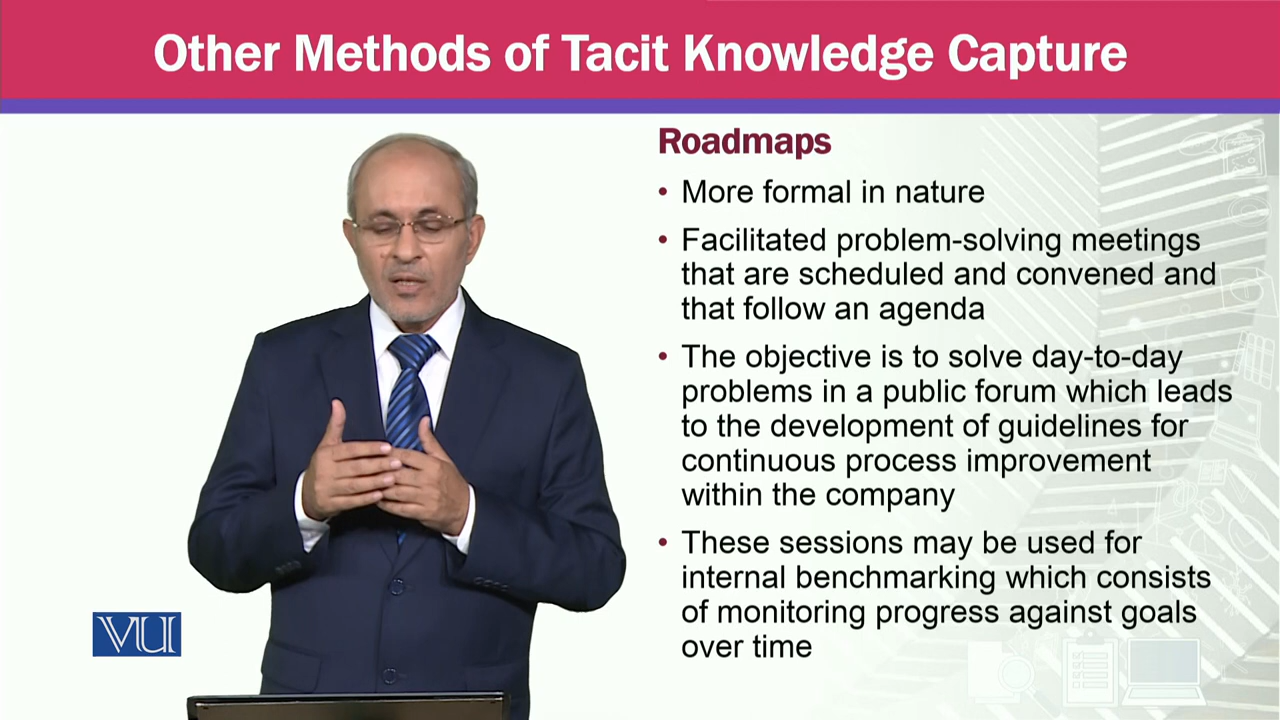 Other Methods of Tacit Knowledge Capture
Roadmaps
• More formal in nature
• Facilitated problem-solving meetings
that are scheduled and convened and
that follow an agenda
• The objective is to solve day-to-day
problems in a public forum which leads
to the development of guidelines for
continuous process improvement
within the company
• These sessions may be used for
internal benchmarking which consists
of monitoring progress against goals
over time
VU